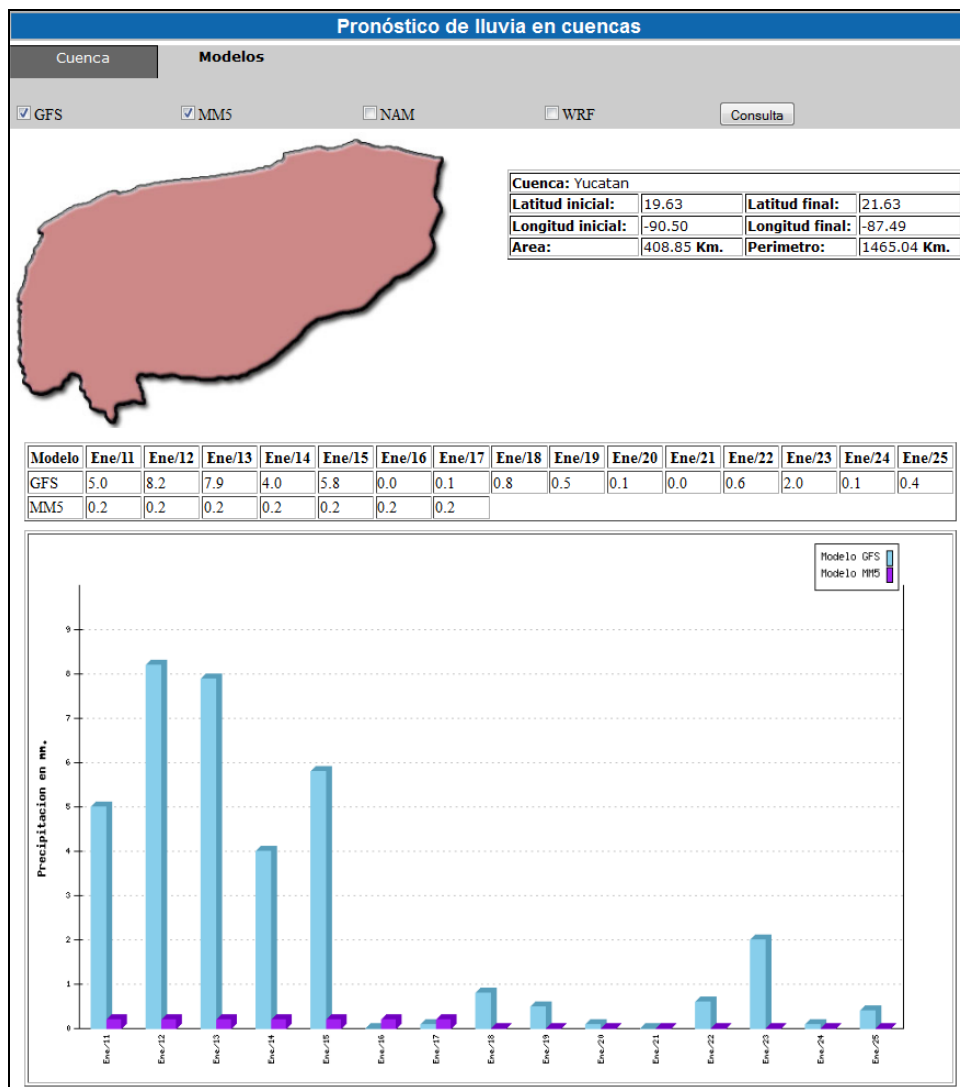 Pronóstico de lluvia en cuencas
Cuenca Modelos
GFS MM5 NAM WRF Consulta
Cuenca: Yucatan
Latitud inicial: 19.63 Latitud final: 21.63
Longitud inicial: -90.50 Longitud final: -87.49
Area: 408.85 Km. Perimetro: 1465.04 Km.
Modelo Ene/11 Ene/12 Ene/13 Ene/14 Ene/15 Ene/16 Ene/17 Ene/18 Ene/19 Ene/20 Ene/21 Ene/22 Ene/23 Ene/24 Ene/25
GFS 5.0 8.2 7.9 4.0 5.8 0.0 0.1 0.8 0.5 0.1 0.0 0.6 2.0 0.1 0.4
MM5 0.2 0.2 0.2 0.2 0.2 0.2 0.2
Modelo GFS
Modelo MM5
Precipitacion en mm.
9
8
7
6
5
4
3
2
1
0
Ene/11 Ene/12 Ene/13 Ene/14 Ene/15 Ene/16 Ene/17 Ene/18 Ene/19 Ene/20 Ene/21 Ene/22 Ene/23 Ene/24 Ene/25